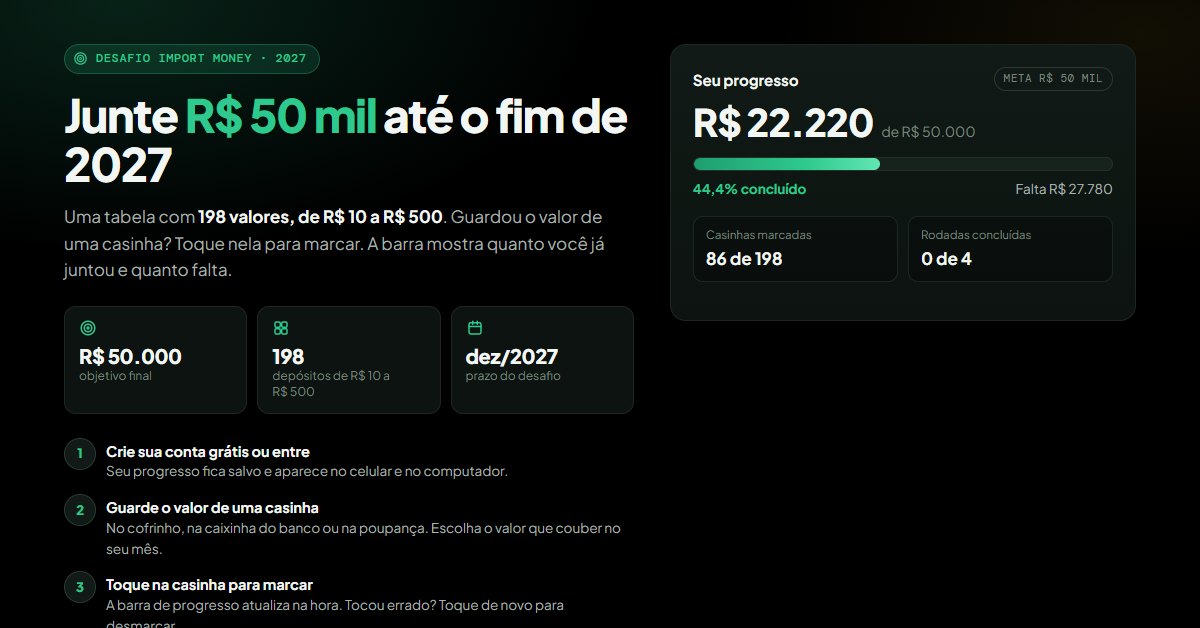 DESAFIO IMPORT MONEY · 2027
Junte R$ 50 mil até o fim de
2027
Uma tabela com 198 valores, de R$ 10 a R$ 500. Guardou o valor de
uma casinha? Toque nela para marcar. A barra mostra quanto você já
juntou e quanto falta.
R$ 50.000
objetivo final
198
depósitos de R$ 10 a
R$ 500
dez/2027
prazo do desafio
1
Crie sua conta grátis ou entre
Seu progresso fica salvo e aparece no celular e no computador.
2
Guarde o valor de uma casinha
No cofrinho, na caixinha do banco ou na poupança. Escolha o valor que couber no
seu mês.
3
Toque na casinha para marcar
A barra de progresso atualiza na hora. Tocou errado? Toque de novo para
desmarcar.
Seu progresso
META R$ 50 MIL
R$ 22.220 de R$ 50.000
44,4% concluído
Falta R$ 27.780
Casinhas marcadas
86 de 198
Rodadas concluídas
0 de 4